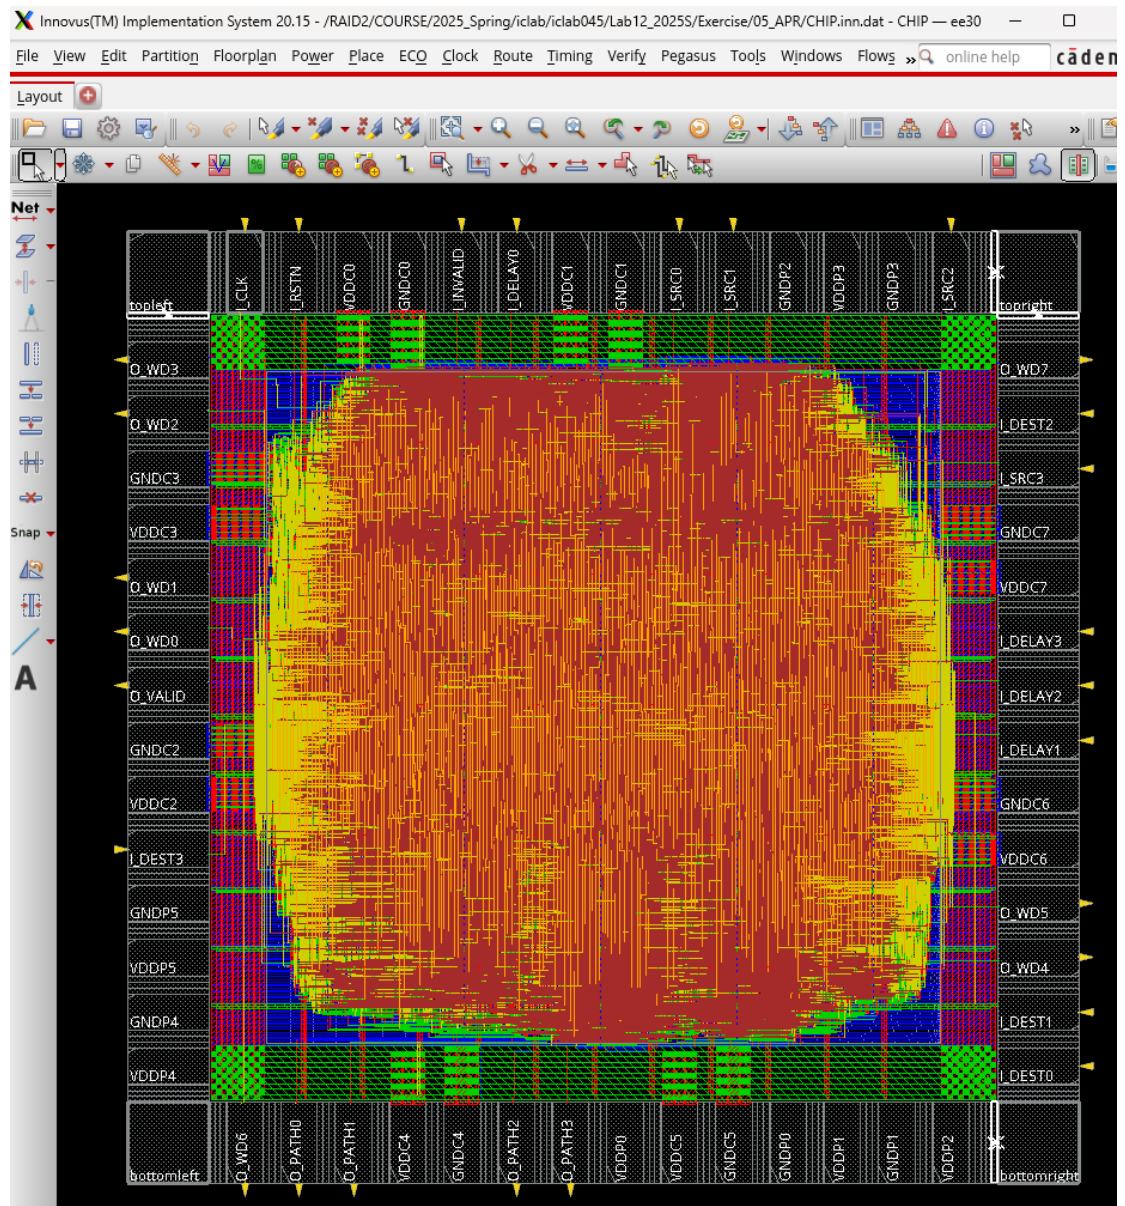 Innovus(TM) Implementation System 20.15 - /RAID2/COURSE/2025_Spring/iclab/iclab045/Lab12_2025S/Exercise/05_APR/CHIP.inn.dat - CHIP — ee30
File View Edit Partition Floorplan Power Place ECO Clock Route Timing Verify Pegasus Tools Windows Flows » online help cāden
Layout
»
Net
Snap
A
topleft I_CLK I_RSTN VDDC0 GNDC0 I_INVALID I_DELAY0 VDDC1 GNDC1 I_SRC0 I_SRC1 GNDP2 VDDP3 GNDP3 I_SRC2 topright
O_WD3 O_WD7
O_WD2 I_DEST2
GNDC3 I_SRC3
VDDC3 GNDC7
O_WD1 VDDC7
O_WD0 I_DELAY3
O_VALID I_DELAY2
GNDC2 I_DELAY1
VDDC2 GNDC6
I_DEST3 VDDC6
GNDP5 O_WD5
VDDP5 O_WD4
GNDP4 I_DEST1
VDDP4 I_DEST0
bottomleft O_WD6 O_PATH0 O_PATH1 VDDC4 GNDC4 O_PATH2 O_PATH3 VDDP0 VDDC5 GNDC5 GNDP0 VDDP1 GNDP1 VDDP2 bottomright